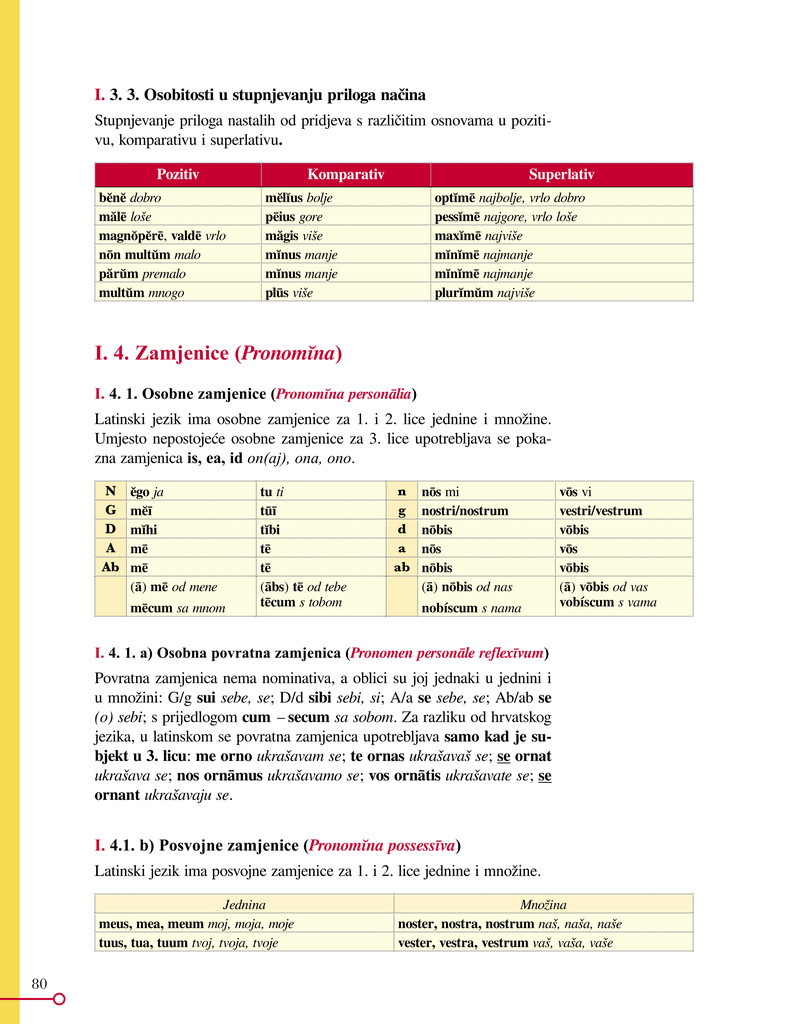 I. 3. 3. Osobitosti u stupnjevanju priloga načina
Stupnjevanje priloga nastalih od pridjeva s različitim osnovama u poziti-
vu, komparativu i superlativu.
Pozitiv Komparativ Superlativ
bĕnĕ dobro mĕlĭus bolje optĭmē najbolje, vrlo dobro
mălē loše pēius gore pessĭmē najgore, vrlo loše
magnŏpĕrē, valdē vrlo măgis više maxĭmē najviše
nōn multŭm malo mĭnus manje mĭnĭmē najmanje
părŭm premalo mĭnus manje mĭnĭmē najmanje
multŭm mnogo plūs više plurĭmŭm najviše
I. 4. Zamjenice (Pronomĭna)
I. 4. 1. Osobne zamjenice (Pronomĭna personālia)
Latinski jezik ima osobne zamjenice za 1. i 2. lice jednine i množine.
Umjesto nepostojeće osobne zamjenice za 3. lice upotrebljava se poka-
zna zamjenica is, ea, id on(aj), ona, ono.
N ĕgo ja tu ti n nōs mi vōs vi
G mĕī tūī g nostri/nostrum vestri/vestrum
D mĭhi tĭbi d nōbis vōbis
A mē tē a nōs vōs
Ab mē tē ab nōbis vōbis
(ā) mē od mene (ābs) tē od tebe (ā) nōbis od nas (ā) vōbis od vas
mēcum sa mnom tēcum s tobom nobíscum s nama vobíscum s vama
I. 4. 1. a) Osobna povratna zamjenica (Pronomen personāle reflexīvum)
Povratna zamjenica nema nominativa, a oblici su joj jednaki u jednini i
u množini: G/g sui sebe, se; D/d sibi sebi, si; A/a se sebe, se; Ab/ab se
(o) sebi; s prijedlogom cum – secum sa sobom. Za razliku od hrvatskog
jezika, u latinskom se povratna zamjenica upotrebljava samo kad je su-
bjekt u 3. licu: me orno ukrašavam se; te ornas ukrašavaš se; se ornat
ukrašava se; nos ornāmus ukrašavamo se; vos ornātis ukrašavate se; se
ornant ukrašavaju se.
I. 4.1. b) Posvojne zamjenice (Pronomĭna possessīva)
Latinski jezik ima posvojne zamjenice za 1. i 2. lice jednine i množine.
Jednina Množina
meus, mea, meum moj, moja, moje noster, nostra, nostrum naš, naša, naše
tuus, tua, tuum tvoj, tvoja, tvoje vester, vestra, vestrum vaš, vaša, vaše
80